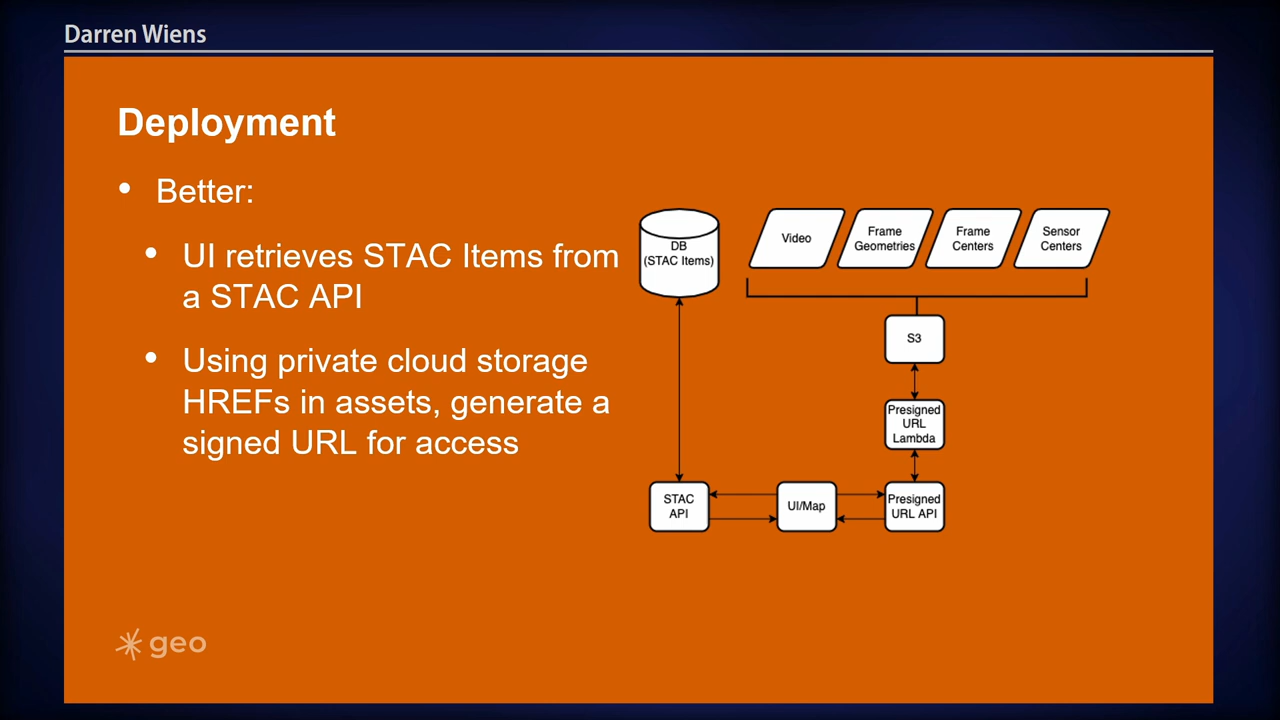 Darren Wiens
Deployment
• Better:
• UI retrieves STAC Items from
a STAC API
• Using private cloud storage
HREFs in assets, generate a
signed URL for access
DB
(STAC Items)
Video
Frame
Geometries
Frame
Centers
Sensor
Centers
S3
Presigned
URL
Lambda
STAC
API
UI/Map
Presigned
URL API
geo